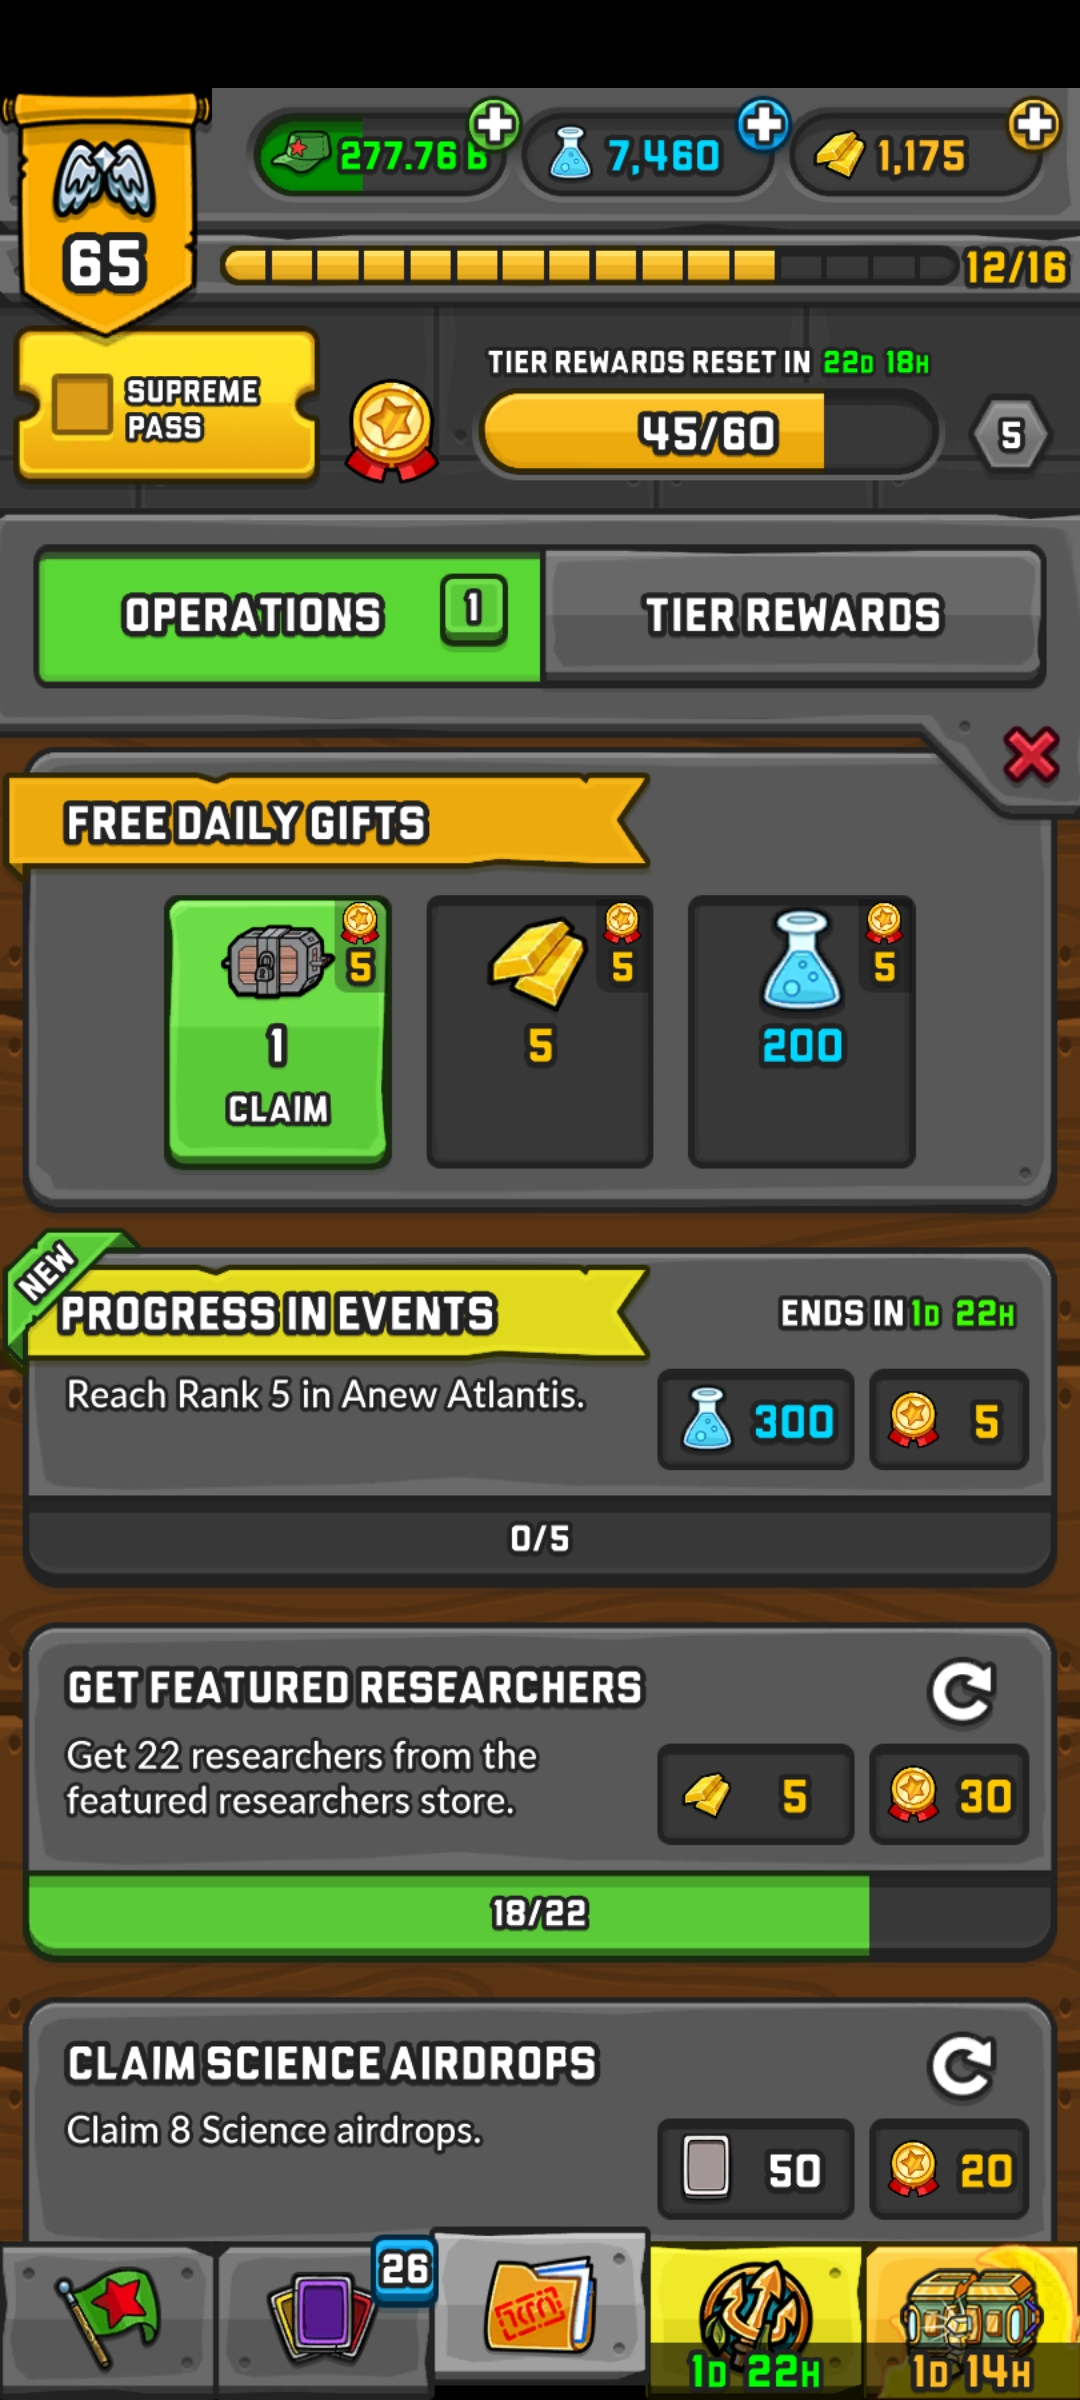 277.76 B
7,460
1,175
65
12/16
SUPREME
PASS
TIER REWARDS RESET IN 22D 18H
45/60
5
OPERATIONS 1
TIER REWARDS
FREE DAILY GIFTS
5
5
5
1
5
200
CLAIM
NEW
PROGRESS IN EVENTS
ENDS IN 1D 22H
Reach Rank 5 in Anew Atlantis.
300
5
0/5
GET FEATURED RESEARCHERS
Get 22 researchers from the
featured researchers store.
5
30
18/22
CLAIM SCIENCE AIRDROPS
Claim 8 Science airdrops.
50
20
26
1D 22H
1D 14H